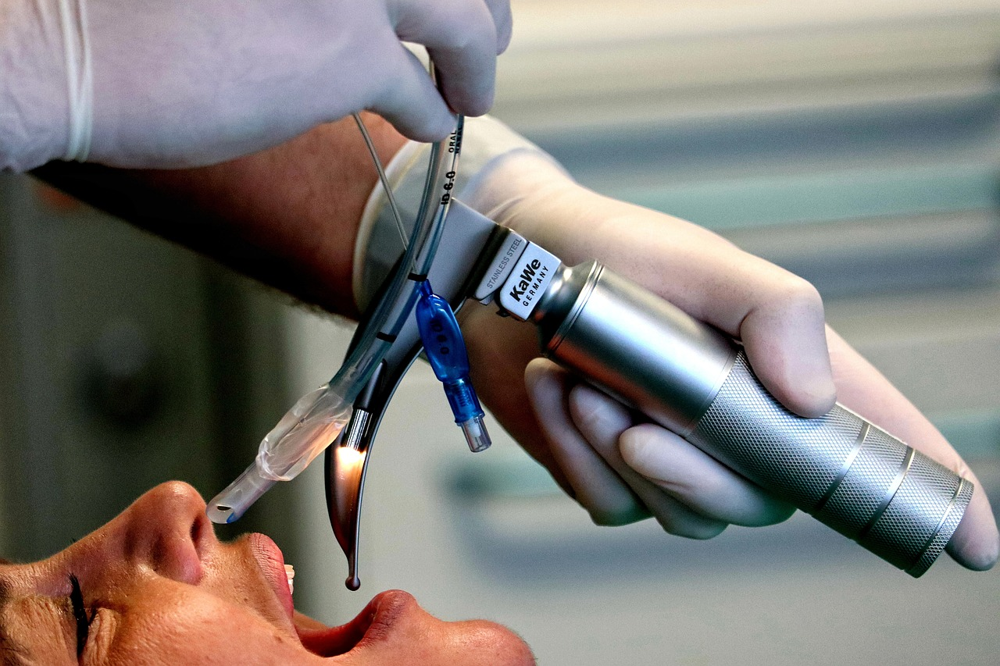 ORAL
ID 6.0
STAINLESS STEEL
KaWe
GERMANY